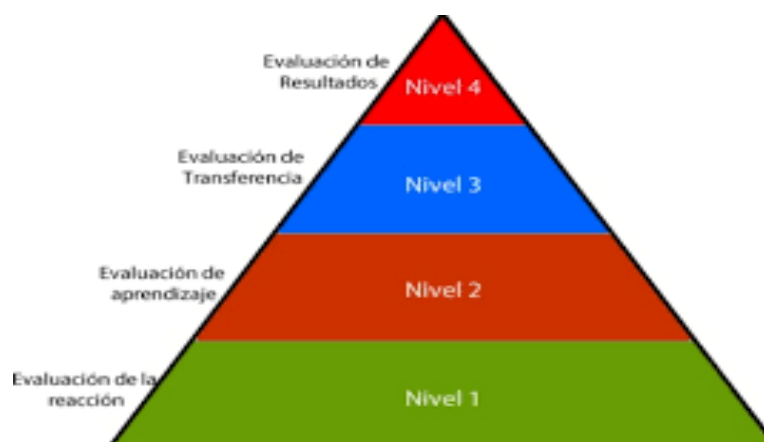 Evaluación de
Resultados
Nivel 4
Evaluación de
Transferencia
Nivel 3
Evaluación de
aprendizaje
Nivel 2
Evaluación de la
reacción
Nivel 1